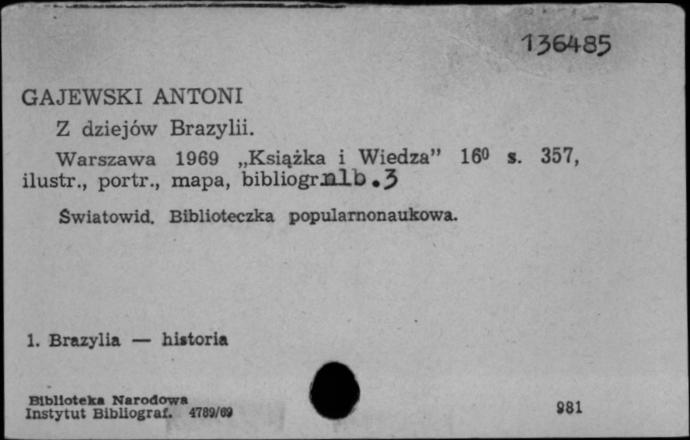 136485
GAJEWSKI ANTONI
Z dziejów Brazylii.
Warszawa 1969 „Książka i Wiedza” 16⁰ s. 357,
ilustr., portr., mapa, bibliogr.nlb.3
Światowid. Biblioteczka popularnonaukowa.
1. Brazylia — historia
Biblioteka Narodowa
Instytut Bibliograf. 4789/69
981